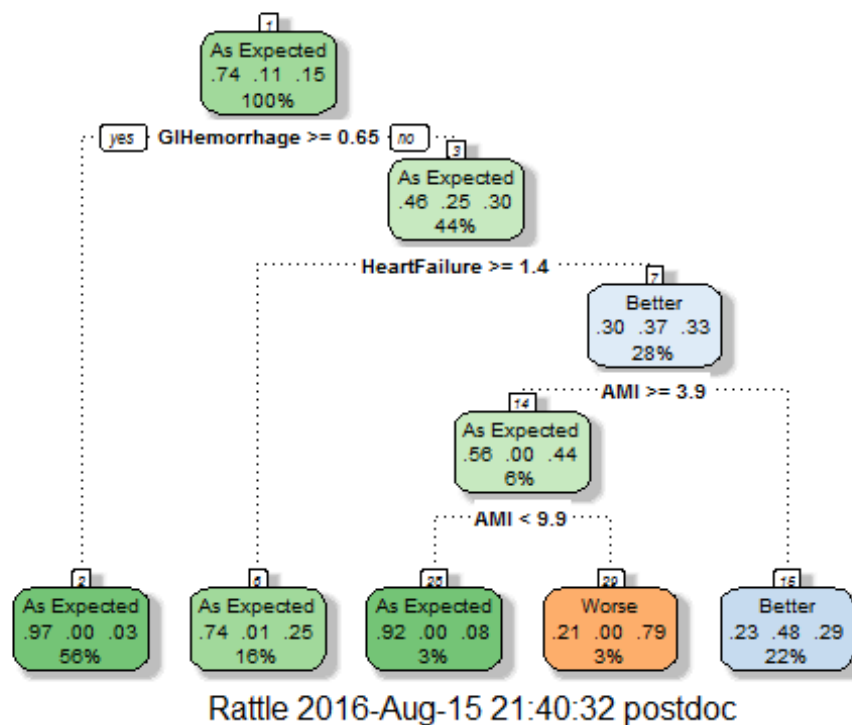 1
As Expected
.74 .11 .15
100%
yes GIHemorrhage >= 0.65 no
3
As Expected
.46 .25 .30
44%
HeartFailure >= 1.4
7
Better
.30 .37 .33
28%
AMI >= 3.9
14
As Expected
.56 .00 .44
6%
AMI < 9.9
2
As Expected
.97 .00 .03
56%
6
As Expected
.74 .01 .25
16%
28
As Expected
.92 .00 .08
3%
29
Worse
.21 .00 .79
3%
15
Better
.23 .48 .29
22%
Rattle 2016-Aug-15 21:40:32 postdoc